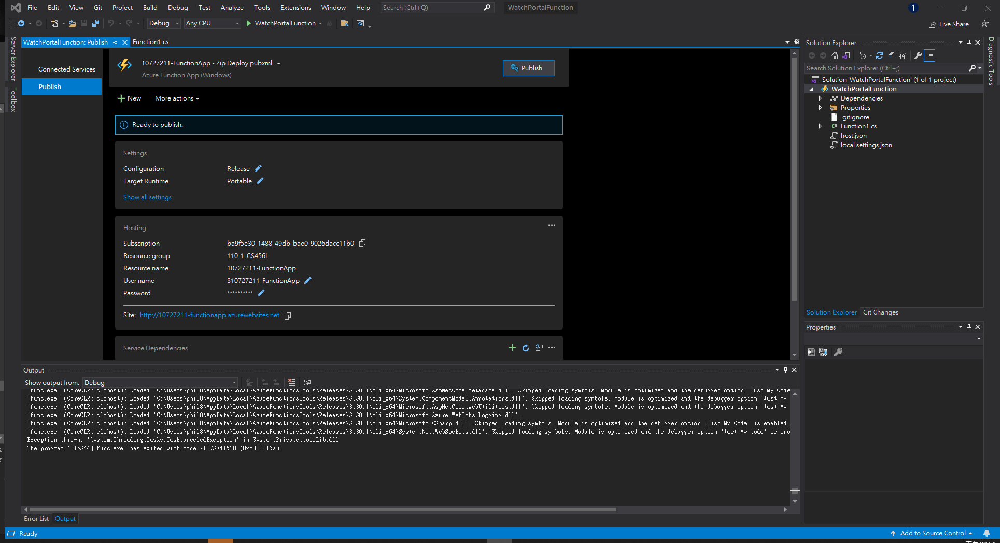 File Edit View Git Project Build Debug Test Analyze Tools Extensions Window Help Search (Ctrl+Q) WatchPortalFunction 1
Debug Any CPU WatchPortalFunction Live Share
Server Explorer
Toolbox
WatchPortalFunction: Publish Function1.cs
Connected Services
Publish
10727211-FunctionApp - Zip Deploy.pubxml
Azure Function App (Windows)
Publish
New More actions
Ready to publish.
Settings
Configuration Release
Target Runtime Portable
Show all settings
Hosting
Subscription ba9f5e30-1488-49db-bae0-9026dacc11b0
Resource group 110-1-CS456L
Resource name 10727211-FunctionApp
User name $10727211-FunctionApp
Password **********
Site: http://10727211-functionapp.azurewebsites.net
Service Dependencies
Solution Explorer
Search Solution Explorer (Ctrl+;)
Solution 'WatchPortalFunction' (1 of 1 project)
WatchPortalFunction
Dependencies
Properties
.gitignore
C# Function1.cs
host.json
local.settings.json
Solution Explorer Git Changes
Properties
Diagnostic Tools
Output
Show output from: Debug
'func.exe' (CoreCLR: clrhost): Loaded 'C:\Users\phil8\AppData\Local\AzureFunctionsTools\Releases\3.30.1\cli_x64\Microsoft.AspNetCore.Metadata.dll'. Skipped loading symbols. Module is optimized and the debugger option 'Just My Code
'func.exe' (CoreCLR: clrhost): Loaded 'C:\Users\phil8\AppData\Local\AzureFunctionsTools\Releases\3.30.1\cli_x64\System.ComponentModel.Annotations.dll'. Skipped loading symbols. Module is optimized and the debugger option 'Just My
'func.exe' (CoreCLR: clrhost): Loaded 'C:\Users\phil8\AppData\Local\AzureFunctionsTools\Releases\3.30.1\cli_x64\Microsoft.AspNetCore.WebUtilities.dll'. Skipped loading symbols. Module is optimized and the debugger option 'Just My
'func.exe' (CoreCLR: clrhost): Loaded 'C:\Users\phil8\AppData\Local\AzureFunctionsTools\Releases\3.30.1\cli_x64\Microsoft.Azure.WebJobs.Logging.dll'.
'func.exe' (CoreCLR: clrhost): Loaded 'C:\Users\phil8\AppData\Local\AzureFunctionsTools\Releases\3.30.1\cli_x64\Microsoft.CSharp.dll'. Skipped loading symbols. Module is optimized and the debugger option 'Just My Code' is enabled.
'func.exe' (CoreCLR: clrhost): Loaded 'C:\Users\phil8\AppData\Local\AzureFunctionsTools\Releases\3.30.1\cli_x64\System.Net.WebSockets.dll'. Skipped loading symbols. Module is optimized and the debugger option 'Just My Code' is ena
Exception thrown: 'System.Threading.Tasks.TaskCanceledException' in System.Private.CoreLib.dll
The program '[15344] func.exe' has exited with code -1073741510 (0xc000013a).
Error List Output
Ready Add to Source Control